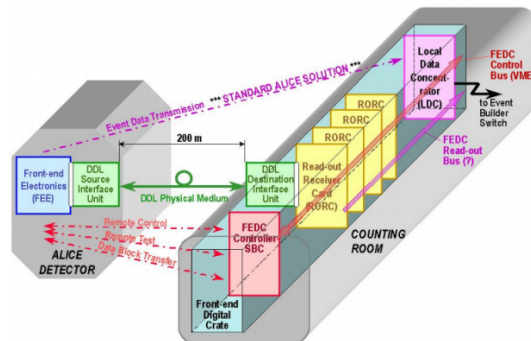 Local
Data
Concent-
rator
(LDC)
FEDC
Control
Bus (VME)
to Event
Builder
Switch
FEDC
Read-out
Bus (?)
Event Data Transmission
*** STANDARD ALICE SOLUTION ***
200 m
RORC
RORC
RORC
Front-end
Electronics
(FEE)
DDL
Source
Interface
Unit
DDL Physical Medium
DDL
Destination
Interface
Unit
Read-out
Receiver
Card
(RORC)
Remote Control
Remote Test
Data Block Transfer
FEDC
Controller
SBC
ALICE
DETECTOR
COUNTING
ROOM
Front-end
Digital
Crate